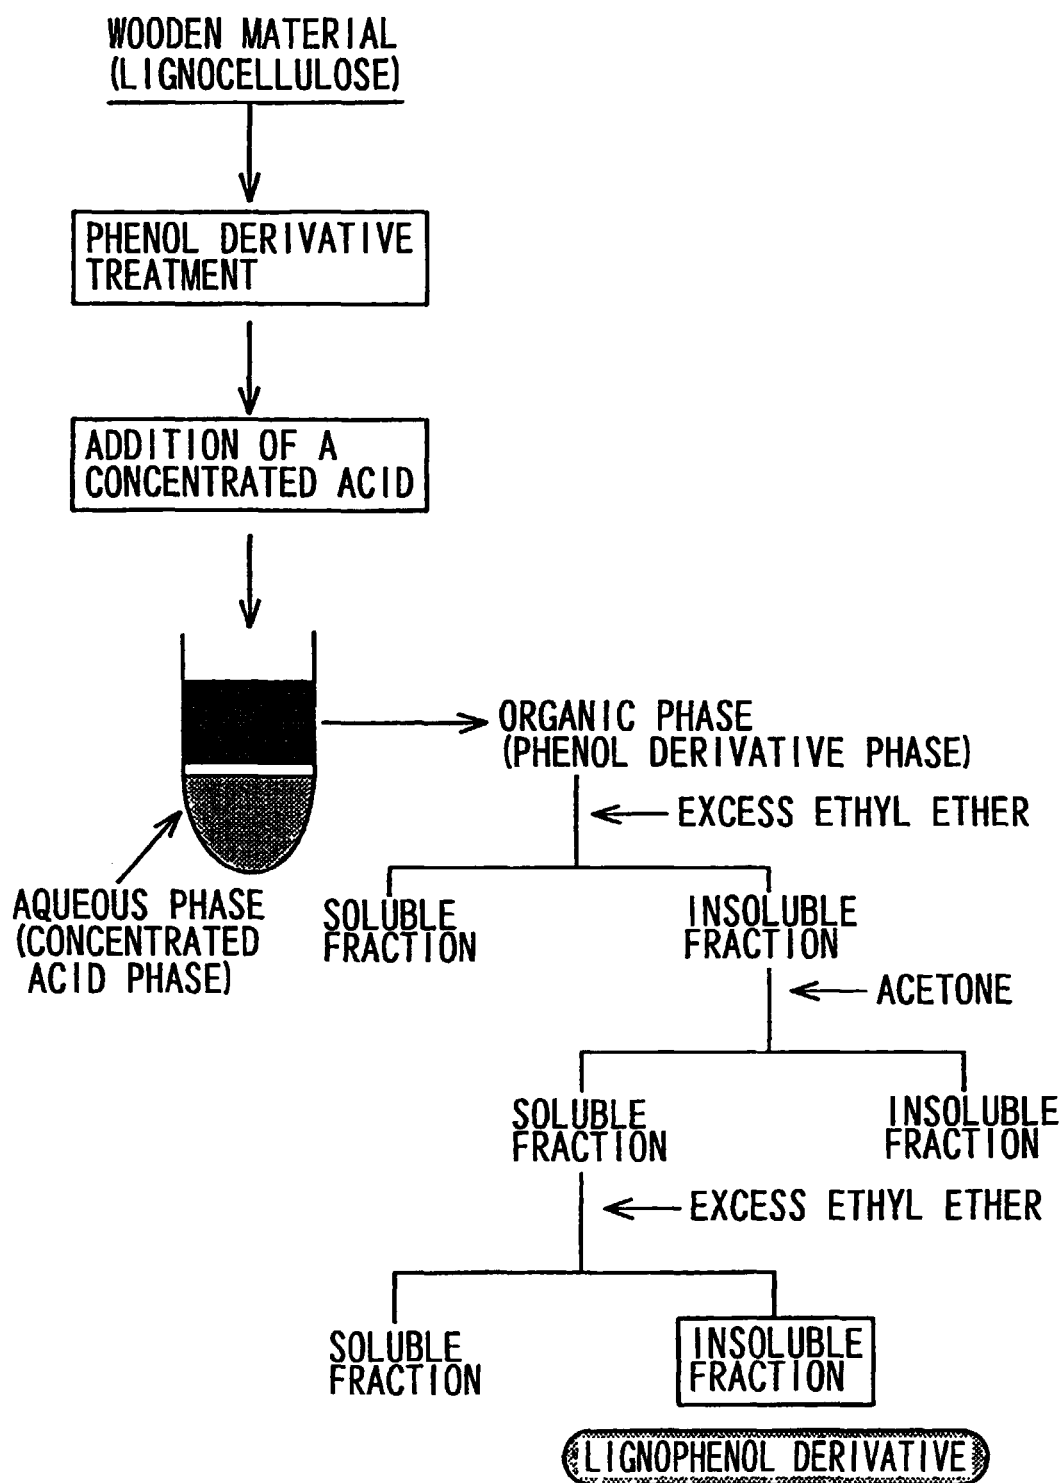 WOODEN MATERIAL
(LIGNOCELLULOSE)
PHENOL DERIVATIVE
TREATMENT
ADDITION OF A
CONCENTRATED ACID
ORGANIC PHASE
(PHENOL DERIVATIVE PHASE)
EXCESS ETHYL ETHER
AQUEOUS PHASE
(CONCENTRATED
ACID PHASE)
SOLUBLE
FRACTION
INSOLUBLE
FRACTION
ACETONE
SOLUBLE
FRACTION
INSOLUBLE
FRACTION
EXCESS ETHYL ETHER
SOLUBLE
FRACTION
INSOLUBLE
FRACTION
LIGNOPHENOL DERIVATIVE